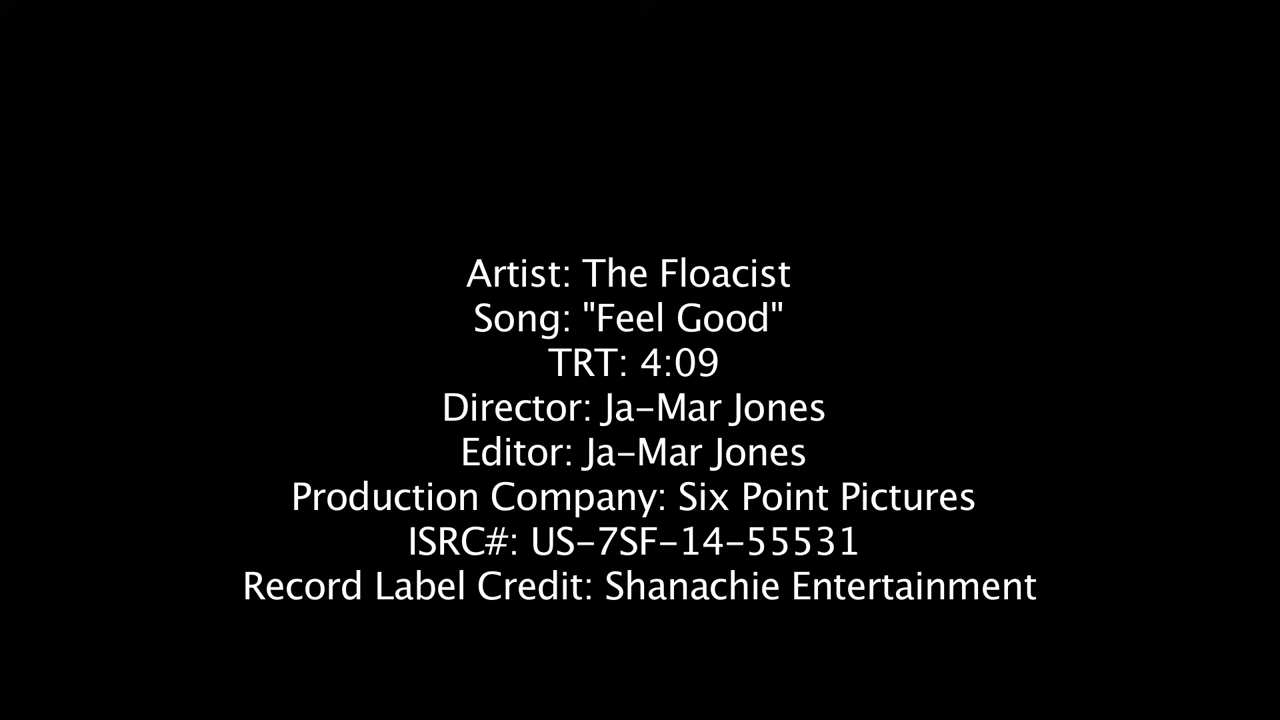 Artist: The Floacist
Song: "Feel Good"
TRT: 4:09
Director: Ja-Mar Jones
Editor: Ja-Mar Jones
Production Company: Six Point Pictures
ISRC#: US-7SF-14-55531
Record Label Credit: Shanachie Entertainment